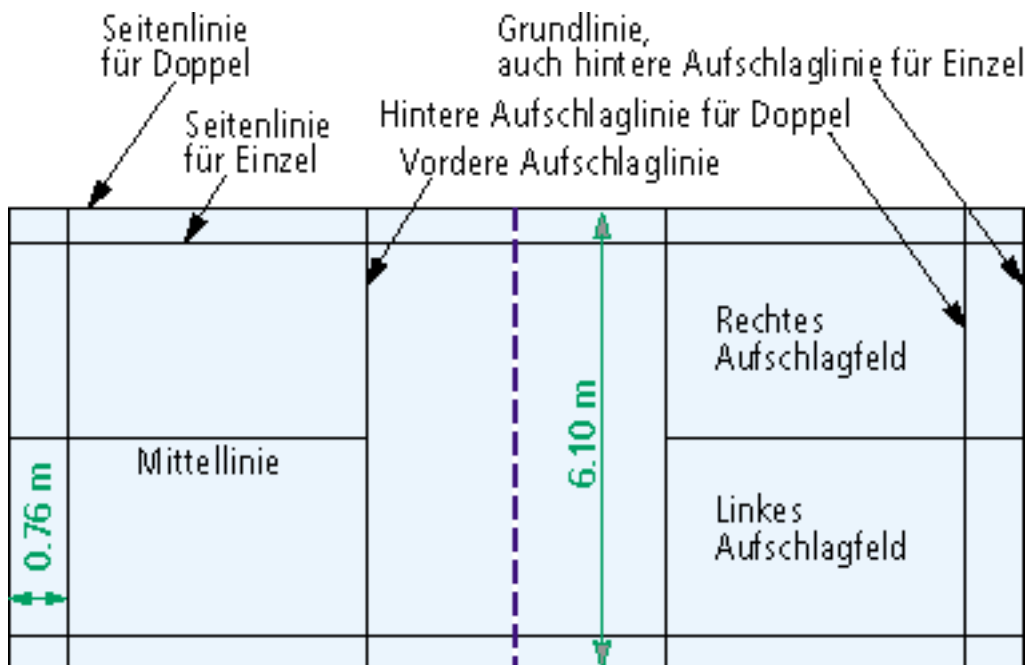 Seitenlinie
für Doppel
Grundlinie,
auch hintere Aufschlaglinie für Einzel
Seitenlinie
für Einzel
Hintere Aufschlaglinie für Doppel
Vordere Aufschlaglinie
Rechtes
Aufschlagfeld
Mittellinie
6.10 m
0.76 m
Linkes
Aufschlagfeld